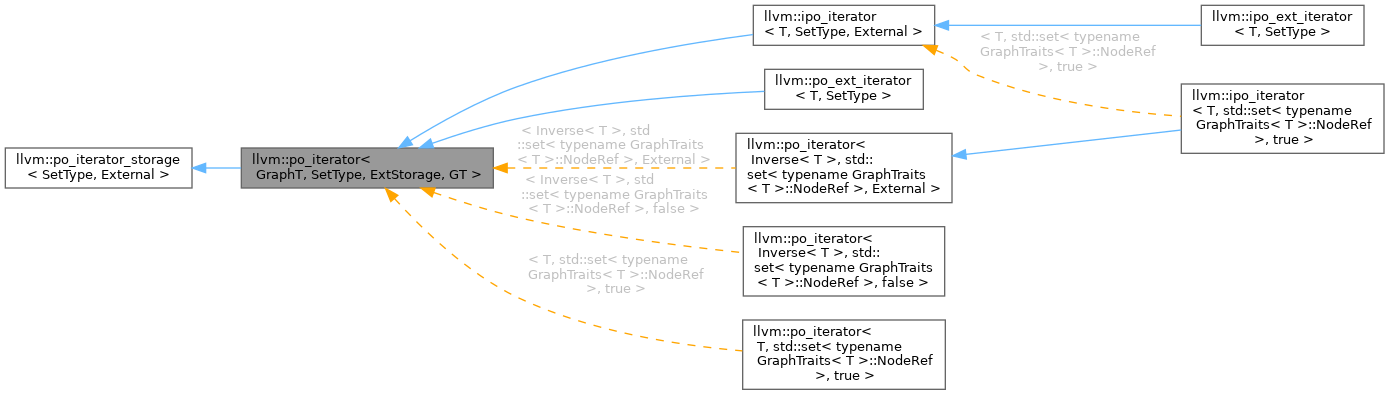 llvm::po_iterator_storage
< SetType, External >
llvm::po_iterator<
GraphT, SetType, ExtStorage, GT >
llvm::ipo_iterator
< T, SetType, External >
llvm::po_ext_iterator
< T, SetType >
< Inverse< T >, std
::set< typename GraphTraits
< T >::NodeRef >, External >
llvm::po_iterator<
Inverse< T >, std::
set< typename GraphTraits
< T >::NodeRef >, External >
< Inverse< T >, std
::set< typename GraphTraits
< T >::NodeRef >, false >
llvm::po_iterator<
Inverse< T >, std::
set< typename GraphTraits
< T >::NodeRef >, false >
< T, std::set< typename
GraphTraits< T >::NodeRef
>, true >
llvm::po_iterator<
T, std::set< typename
GraphTraits< T >::NodeRef
>, true >
llvm::ipo_ext_iterator
< T, SetType >
< T, std::set< typename
GraphTraits< T >::NodeRef
>, true >
llvm::ipo_iterator
< T, std::set< typename
GraphTraits< T >::NodeRef
>, true >